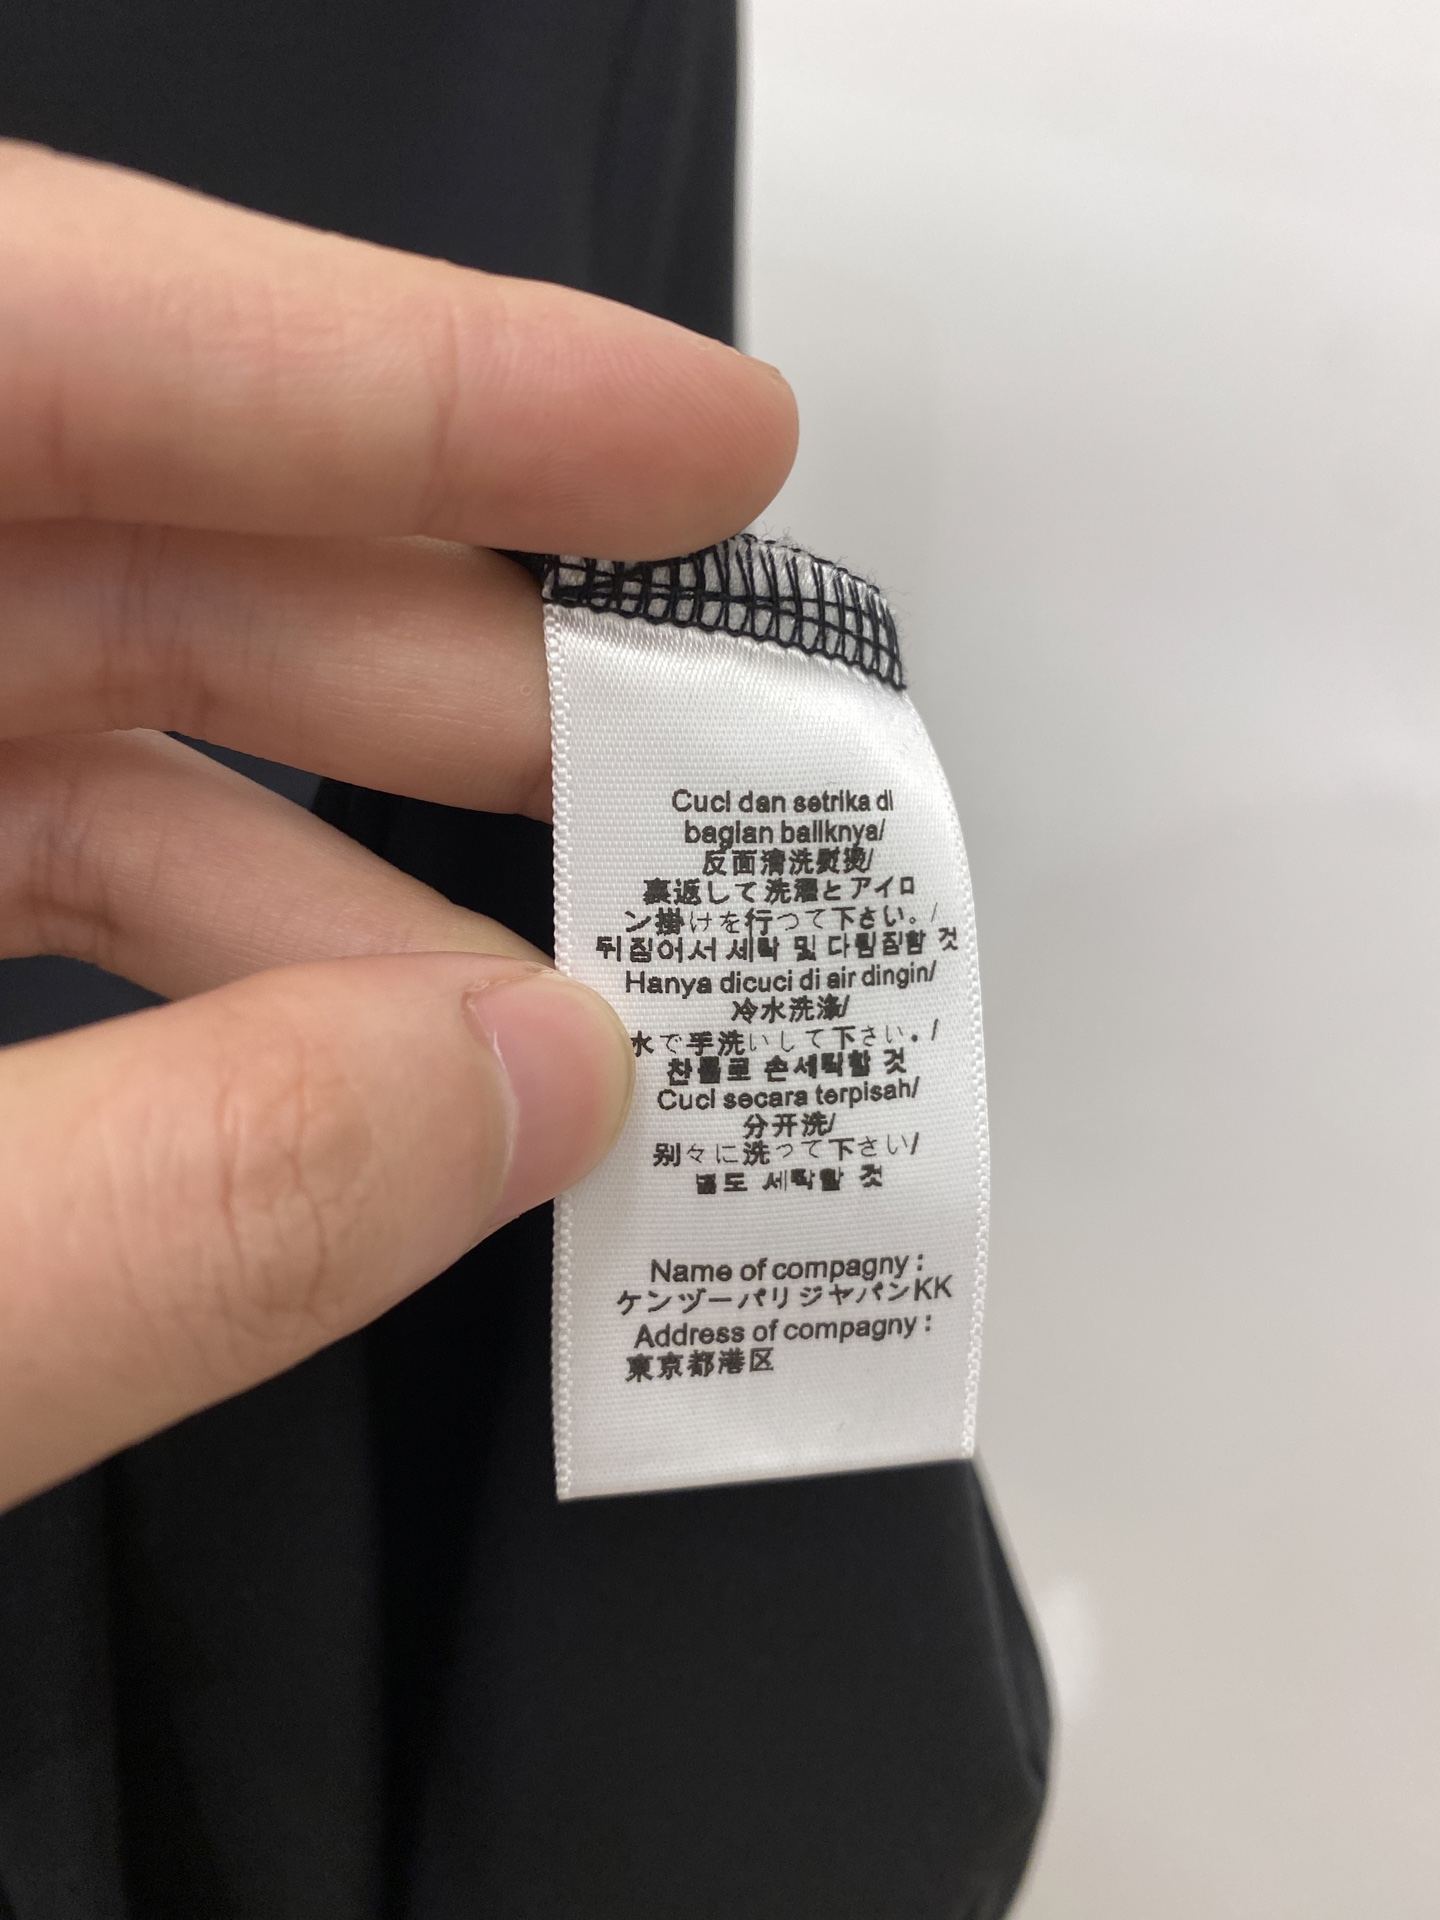 Cuci dan setrika di
bagian baliknya/
反面清洗熨烫/
裏返して洗濯とアイロ
ン掛けを行つて下さい。/
뒤집어서 세탁 및 다림질할 것
Hanya dicuci di air dingin/
冷水洗涤/
水で手洗いして下さい。/
찬물로 손세탁할 것
Cuci secara terpisah/
分开洗/
别々に洗って下さい/
별도 세탁할 것
Name of compagny :
ケンゾーパリジャパンKK
Address of compagny :
東京都港区